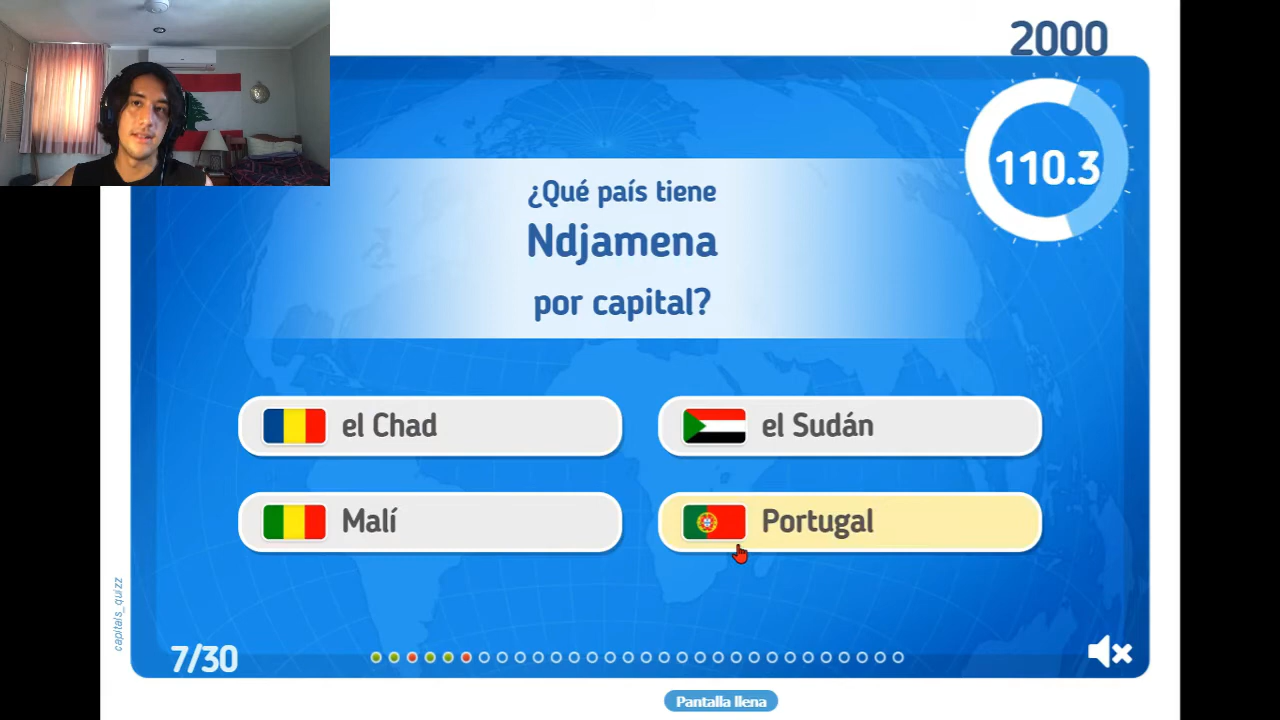 2000
110.3
¿Qué país tiene
Ndjamena
por capital?
el Chad
el Sudán
Malí
Portugal
capitals_quizz
7/30
Pantalla llena